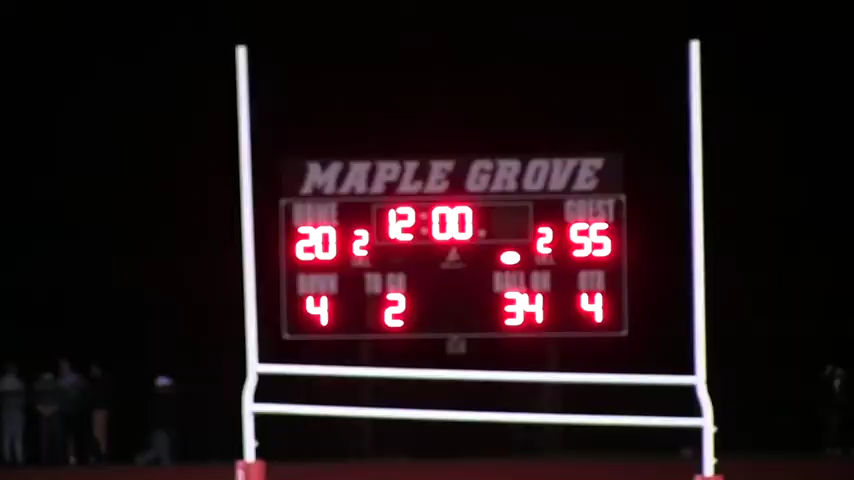 MAPLE GROVE
HOME 12:00 GUEST
20 2 2 55
DOWN TO GO BALL ON QTR
4 2 34 4